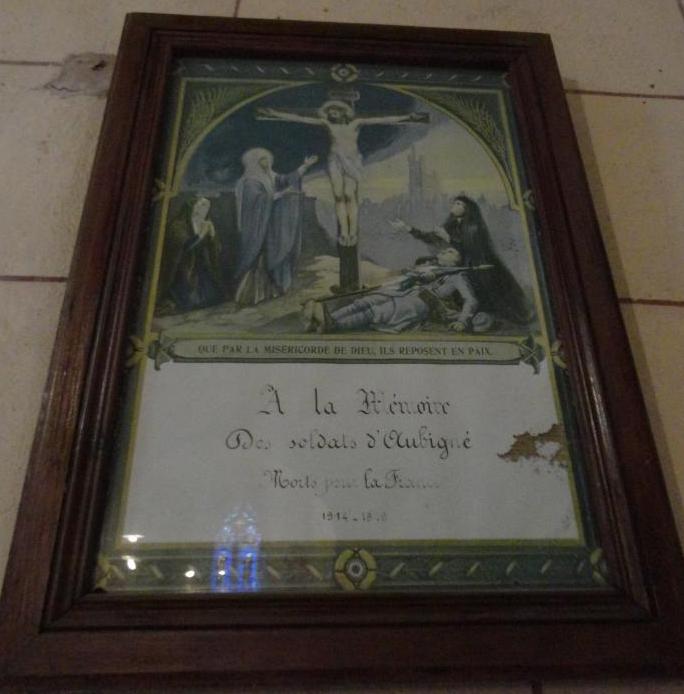 QUE PAR LA MISERICORDE DE DIEU, ILS REPOSENT EN PAIX.
A la Mémoire
Des soldats d'Aubigné
Morts pour la France
1914-19